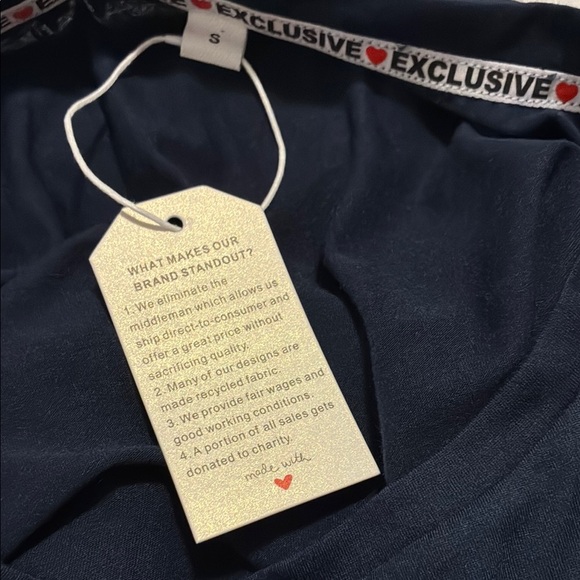 EXCLUSIVE EXCLUSIVE
S
WHAT MAKES OUR
BRAND STANDOUT?
1. We eliminate the
middleman which allows us
ship direct-to-consumer and
offer a great price without
sacrificing quality.
2. Many of our designs are
made recycled fabric.
3. We provide fair wages and
good working conditions.
4. A portion of all sales gets
donated to charity.
made with